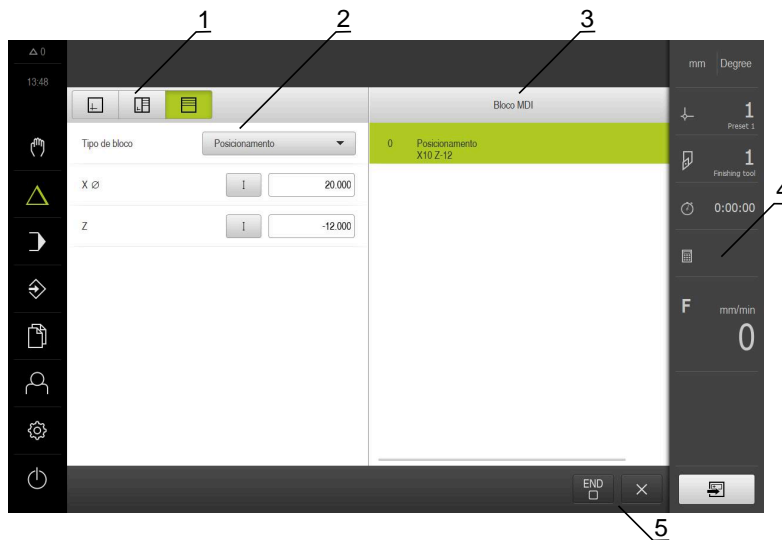 1
2
3
△ 0
13:48
mm Degree
Bloco MDI
1
Preset 1
Tipo de bloco Posicionamento
0 Posicionamento
X10 Z-12
1
Finishing tool
X Ø I 20.000
4
0:00:00
Z I -12.000
F mm/min
0
END
5